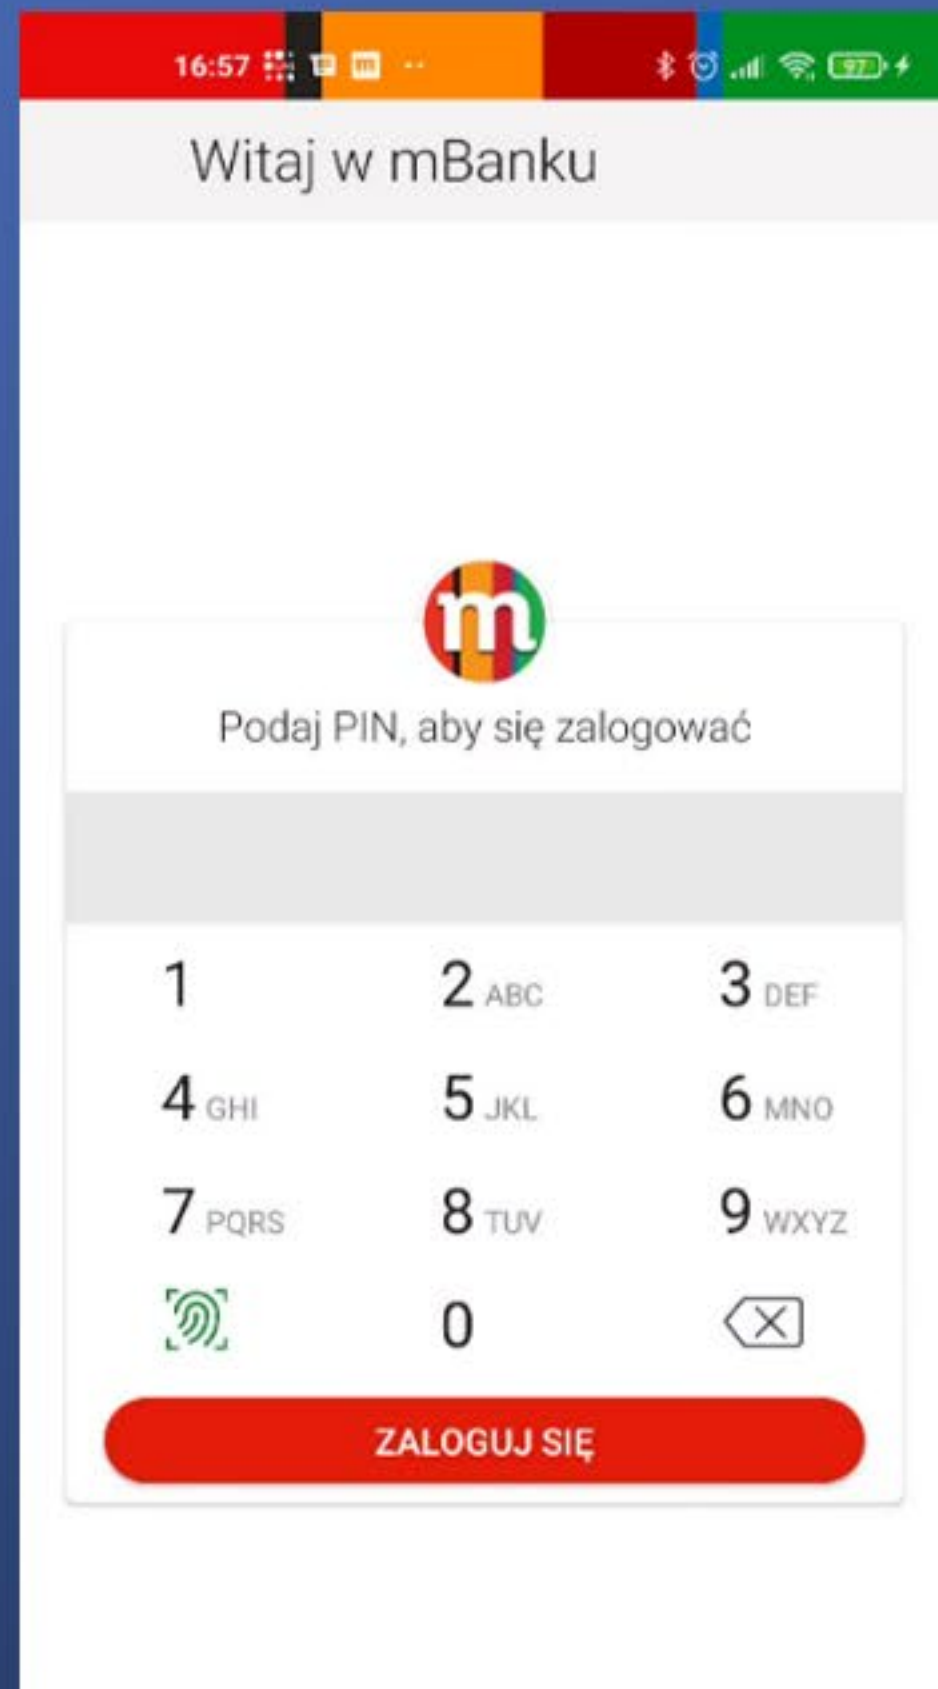 16:57 97
Witaj w mBanku
m
Podaj PIN, aby się zalogować
1 2 ABC 3 DEF
4 GHI 5 JKL 6 MNO
7 PQRS 8 TUV 9 WXYZ
0
ZALOGUJ SIĘ